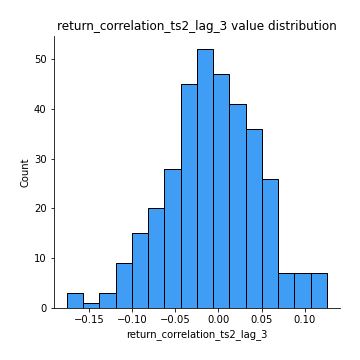 return_correlation_ts2_lag_3 value distribution
50
40
30
20
10
0
Count
−0.15 −0.10 −0.05 0.00 0.05 0.10
return_correlation_ts2_lag_3